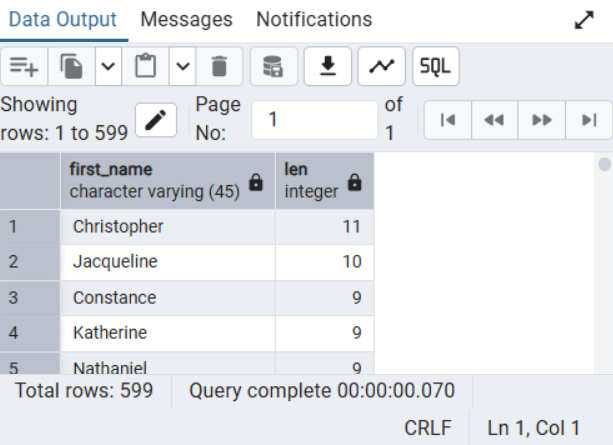 Data Output Messages Notifications
SQL
Showing rows: 1 to 599 Page No: 1 of 1
first_name character varying (45) len integer
1 Christopher 11
2 Jacqueline 10
3 Constance 9
4 Katherine 9
5 Nathaniel 9
Total rows: 599 Query complete 00:00:00.070
CRLF Ln 1, Col 1